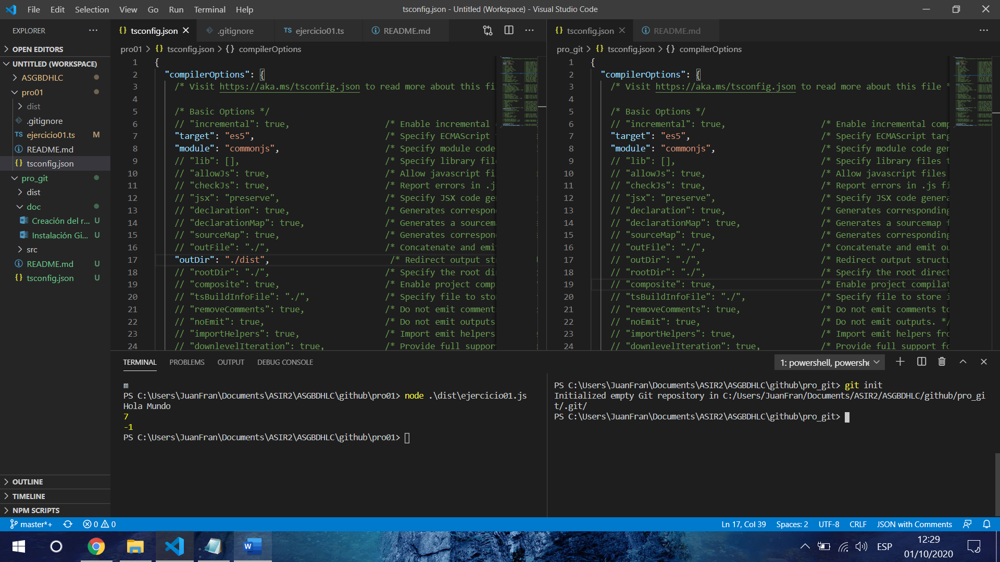 File Edit Selection View Go Run Terminal Help
tsconfig.json - Untitled (Workspace) - Visual Studio Code
EXPLORER
OPEN EDITORS
UNTITLED (WORKSPACE)
ASGBDHLC
pro01
dist
.gitignore
TS ejercicio01.ts M
README.md
{} tsconfig.json
pro_git
dist
doc
Creación del r... U
Instalación Gi... U
src
README.md U
{} tsconfig.json U
OUTLINE
TIMELINE
NPM SCRIPTS
{} tsconfig.json .gitignore TS ejercicio01.ts README.md
pro01 > {} tsconfig.json > {} compilerOptions
1 {
2 "compilerOptions": {
3 /* Visit https://aka.ms/tsconfig.json to read more about this fi
4
5 /* Basic Options */
6 // "incremental": true, /* Enable incremental
7 "target": "es5", /* Specify ECMAScript
8 "module": "commonjs", /* Specify module code
9 // "lib": [], /* Specify library fil
10 // "allowJs": true, /* Allow javascript fi
11 // "checkJs": true, /* Report errors in .j
12 // "jsx": "preserve", /* Specify JSX code ge
13 // "declaration": true, /* Generates correspon
14 // "declarationMap": true, /* Generates a sourcem
15 // "sourceMap": true, /* Generates correspon
16 // "outFile": "./", /* Concatenate and emi
17 "outDir": "./dist", /* Redirect output st
18 // "rootDir": "./", /* Specify the root di
19 // "composite": true, /* Enable project comp
20 // "tsBuildInfoFile": "./", /* Specify file to sto
21 // "removeComments": true, /* Do not emit comment
22 // "noEmit": true, /* Do not emit outputs
23 // "importHelpers": true, /* Import emit helpers
24 // "downlevelIteration": true, /* Provide full suppor
{} tsconfig.json README.md
pro_git > {} tsconfig.json > {} compilerOptions
1 {
2 "compilerOptions": {
3 /* Visit https://aka.ms/tsconfig.json to read more about this file *
4
5 /* Basic Options */
6 // "incremental": true, /* Enable incremental comp
7 "target": "es5", /* Specify ECMAScript targ
8 "module": "commonjs", /* Specify module code gen
9 // "lib": [], /* Specify library files t
10 // "allowJs": true, /* Allow javascript files
11 // "checkJs": true, /* Report errors in .js fi
12 // "jsx": "preserve", /* Specify JSX code genera
13 // "declaration": true, /* Generates corresponding
14 // "declarationMap": true, /* Generates a sourcemap f
15 // "sourceMap": true, /* Generates corresponding
16 // "outFile": "./", /* Concatenate and emit ou
17 // "outDir": "./", /* Redirect output structu
18 // "rootDir": "./", /* Specify the root direct
19 // "composite": true, /* Enable project compilat
20 // "tsBuildInfoFile": "./", /* Specify file to store i
21 // "removeComments": true, /* Do not emit comments to
22 // "noEmit": true, /* Do not emit outputs. */
23 // "importHelpers": true, /* Import emit helpers fro
24 // "downlevelIteration": true, /* Provide full support fo
TERMINAL PROBLEMS OUTPUT DEBUG CONSOLE
1: powershell, powershe
m
PS C:\Users\JuanFran\Documents\ASIR2\ASGBDHLC\github\pro01> node .\dist\ejercicio01.js
Hola Mundo
7
-1
PS C:\Users\JuanFran\Documents\ASIR2\ASGBDHLC\github\pro01>
PS C:\Users\JuanFran\Documents\ASIR2\ASGBDHLC\github\pro_git> git init
Initialized empty Git repository in C:/Users/JuanFran/Documents/ASIR2/ASGBDHLC/github/pro_gi
t/.git/
PS C:\Users\JuanFran\Documents\ASIR2\ASGBDHLC\github\pro_git>
master*+ 0 0
Ln 17, Col 39 Spaces: 2 UTF-8 CRLF JSON with Comments
ESP
12:29
01/10/2020